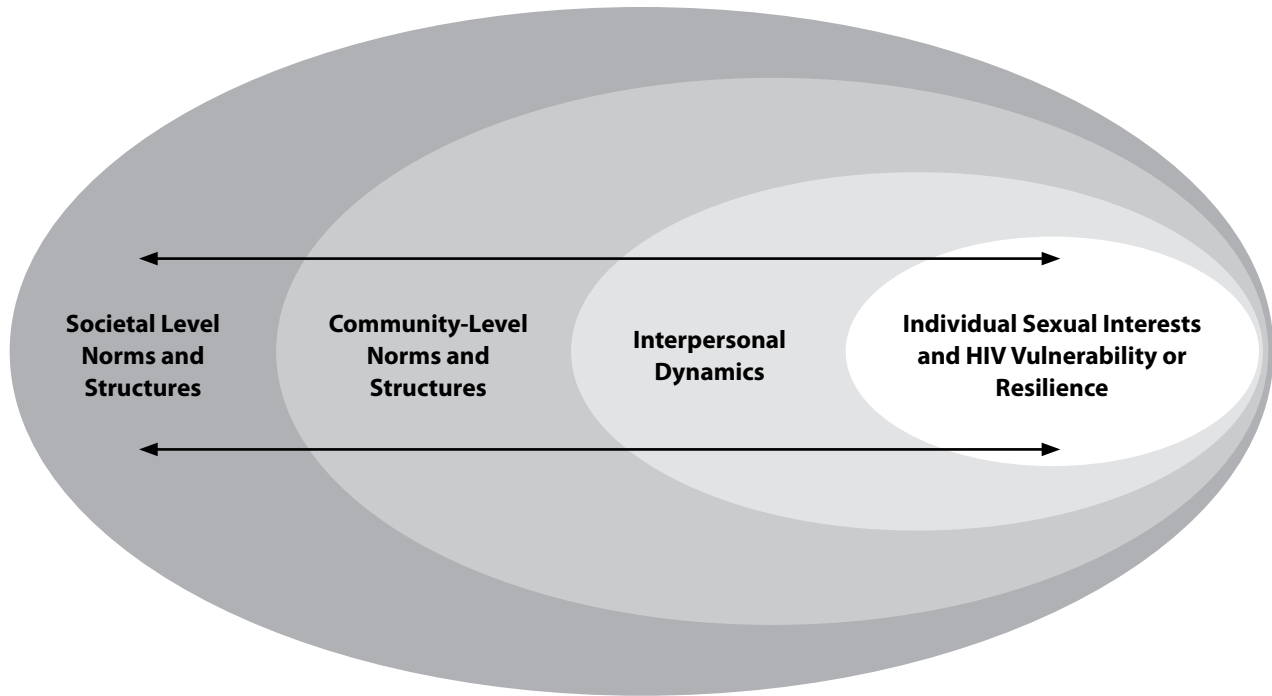 Societal Level
Norms and
Structures
Community-Level
Norms and
Structures
Interpersonal
Dynamics
Individual Sexual Interests
and HIV Vulnerability or
Resilience